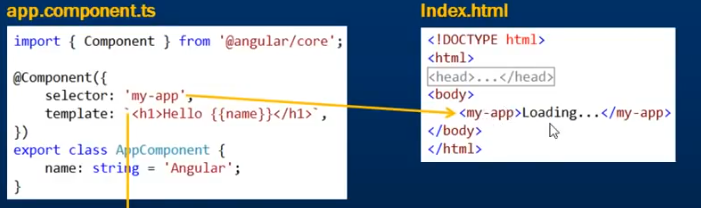 app.component.ts
import { Component } from '@angular/core';
@Component({
selector: 'my-app',
template: `<h1>Hello {{name}}</h1>`,
})
export class AppComponent {
name: string = 'Angular';
}
Index.html
<!DOCTYPE html>
<html>
<head>...</head>
<body>
<my-app>Loading...</my-app>
</body>
</html>